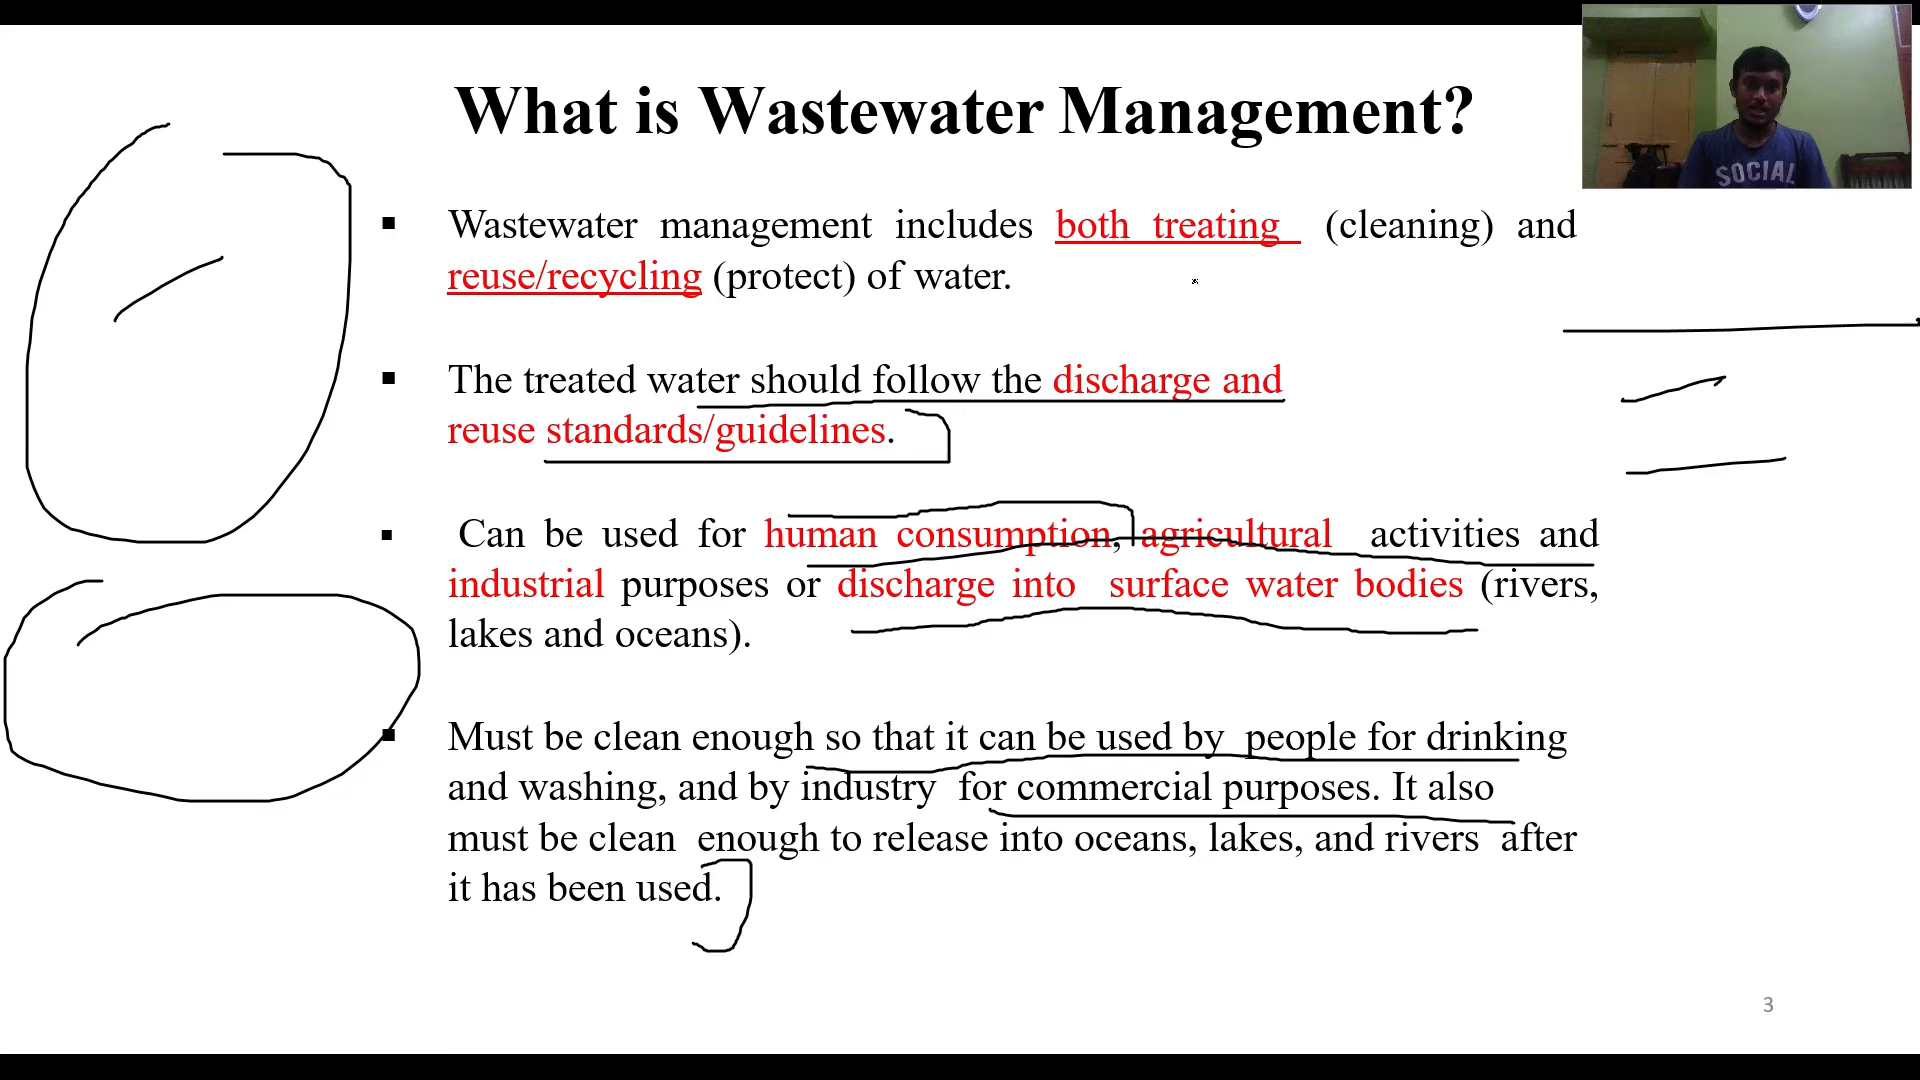 What is Wastewater Management?
SOCIAL
▪ Wastewater management includes both treating (cleaning) and
reuse/recycling (protect) of water.
▪ The treated water should follow the discharge and
reuse standards/guidelines.
▪ Can be used for human consumption, agricultural activities and
industrial purposes or discharge into surface water bodies (rivers,
lakes and oceans).
▪ Must be clean enough so that it can be used by people for drinking
and washing, and by industry for commercial purposes. It also
must be clean enough to release into oceans, lakes, and rivers after
it has been used.
3